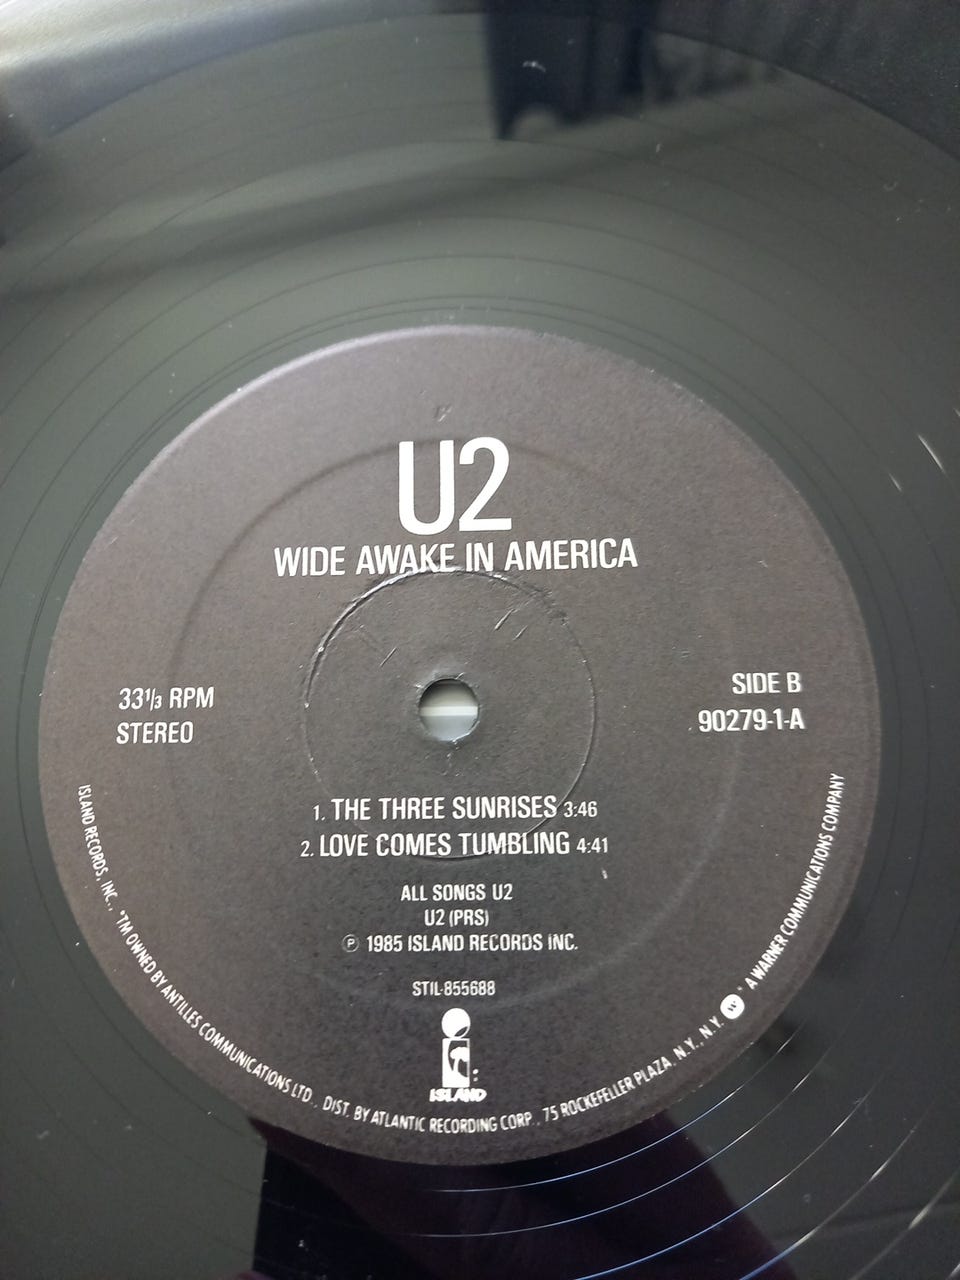 U2
WIDE AWAKE IN AMERICA
33⅓ RPM
STEREO
SIDE B
90279-1-A
1. THE THREE SUNRISES 3:46
2. LOVE COMES TUMBLING 4:41
ALL SONGS U2
U2 (PRS)
℗ 1985 ISLAND RECORDS INC.
STIL-855688
ISLAND
ISLAND RECORDS, INC., *TM OWNED BY ANTILLES COMMUNICATIONS LTD., DIST. BY ATLANTIC RECORDING CORP., 75 ROCKEFELLER PLAZA, N.Y., N.Y. W A WARNER COMMUNICATIONS COMPANY